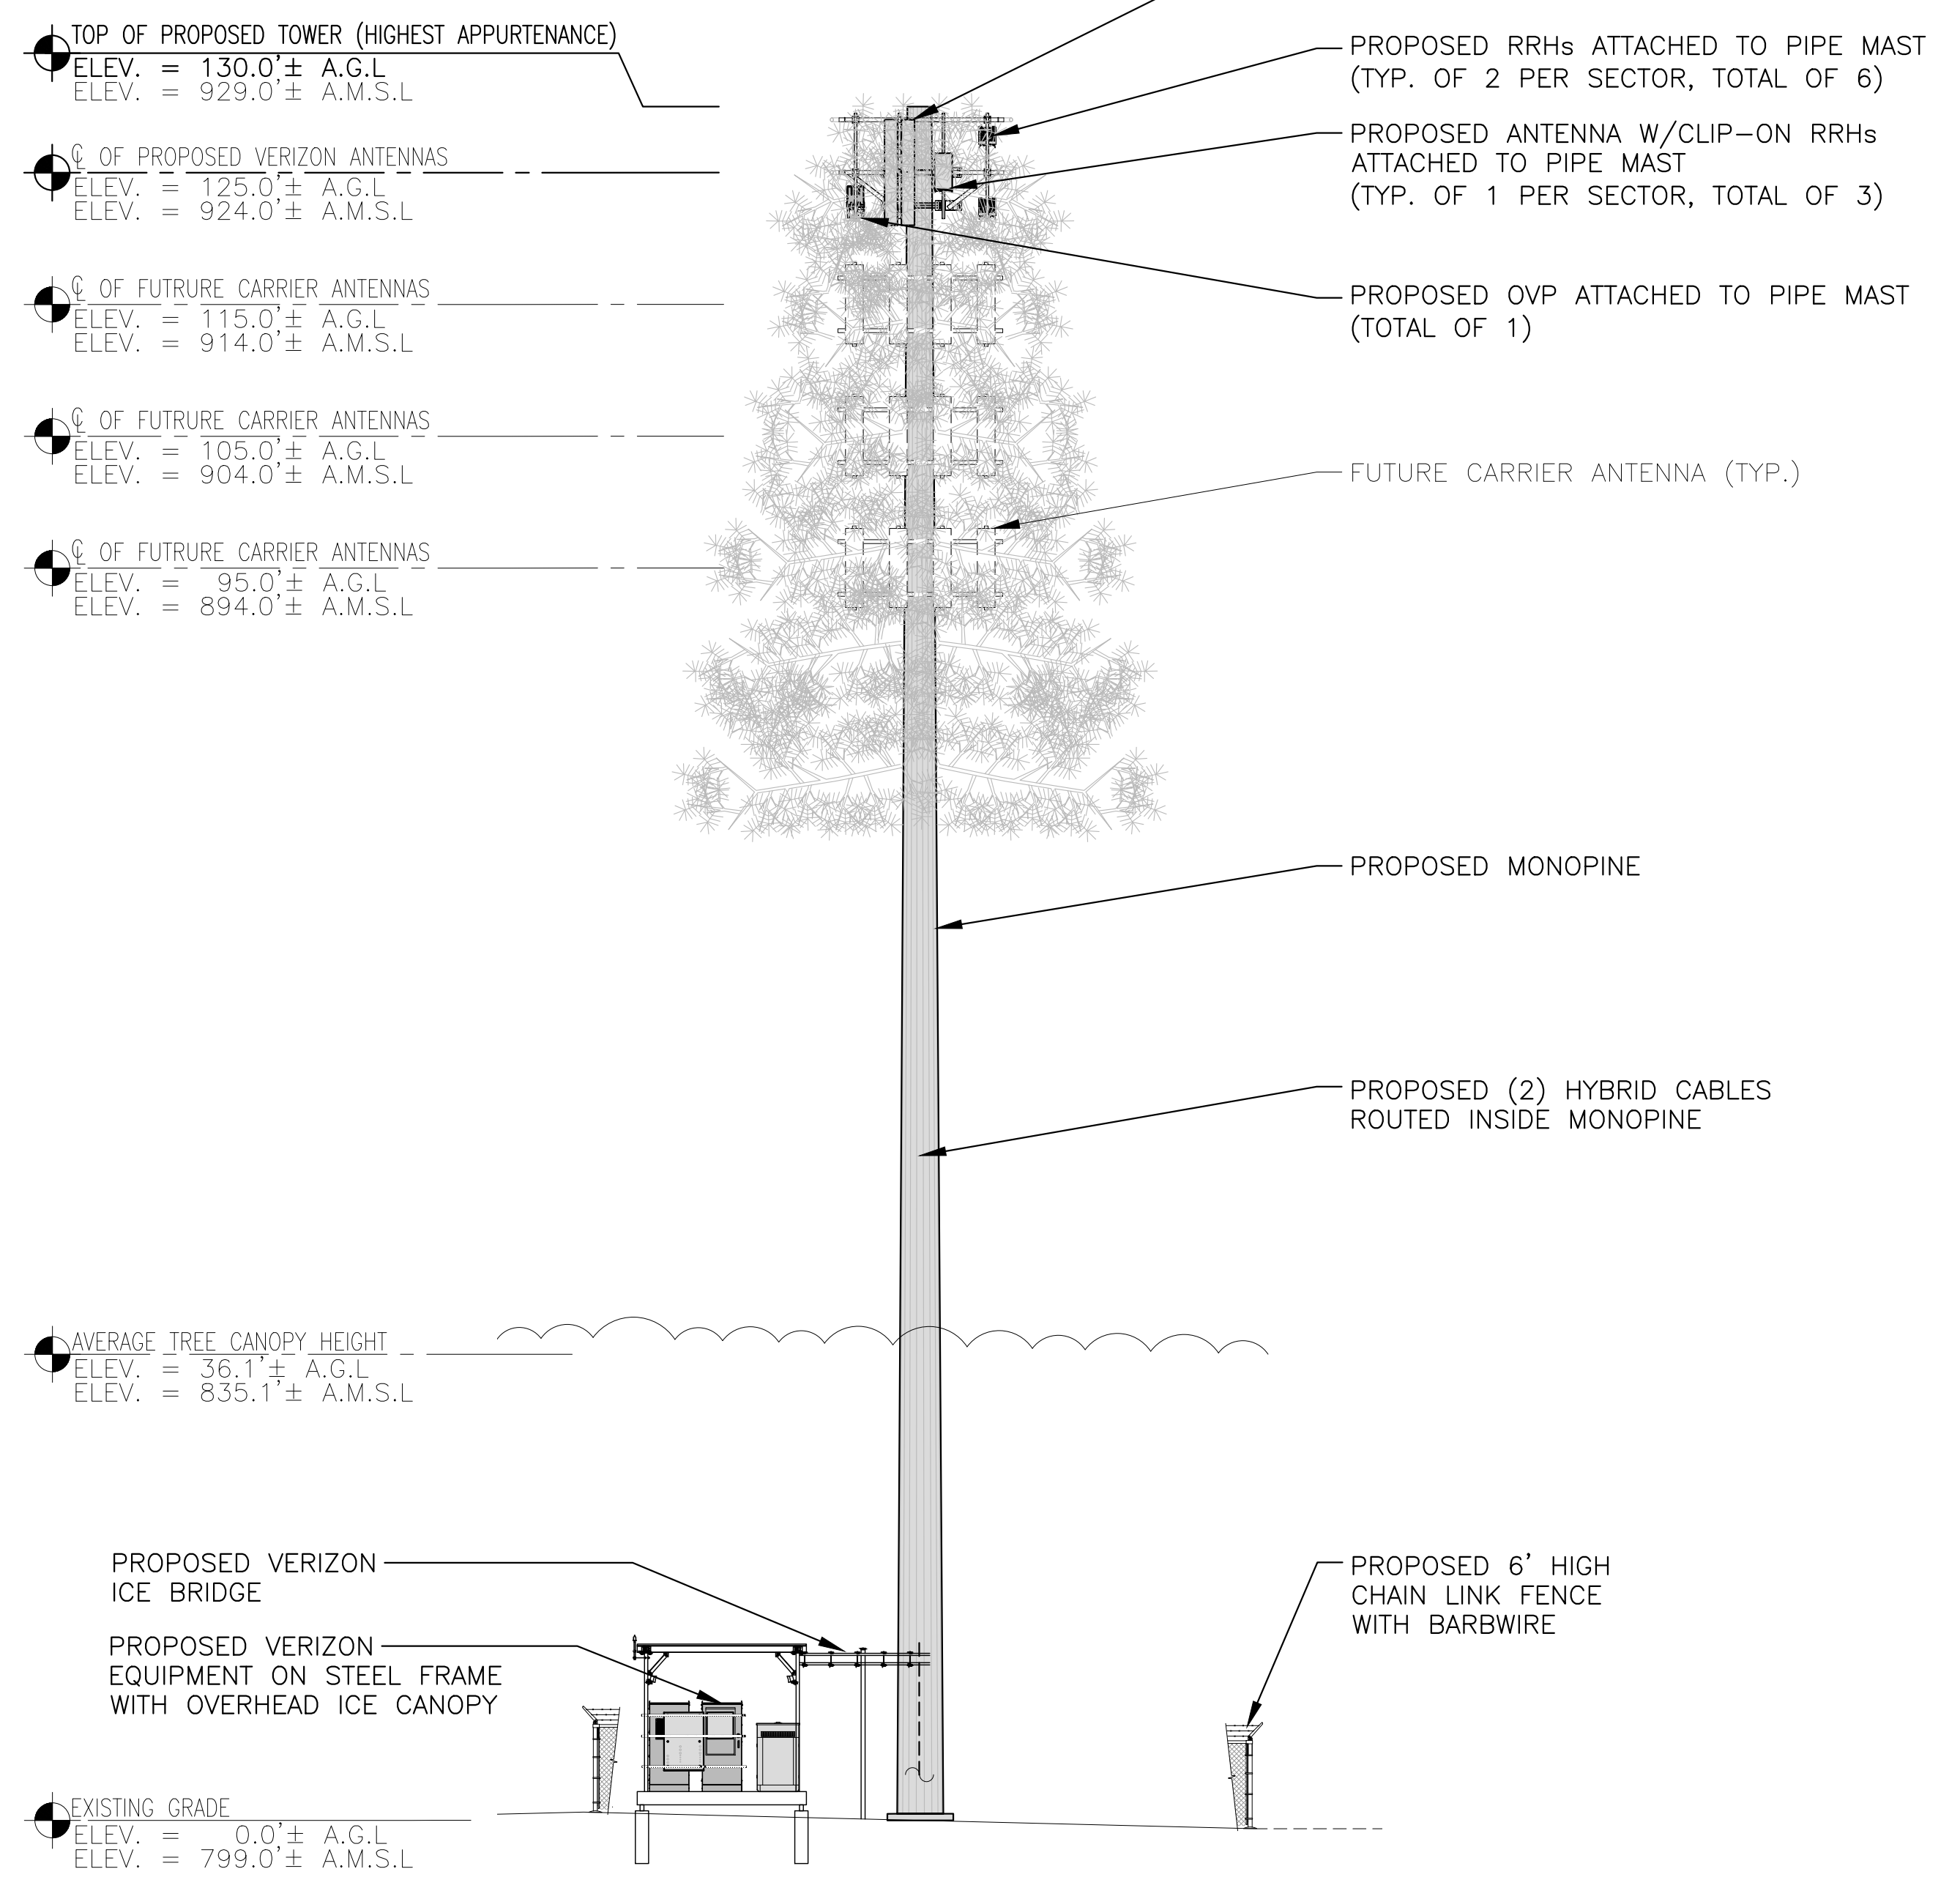 TOP OF PROPOSED TOWER (HIGHEST APPURTENANCE)
ELEV. = 130.0'± A.G.L
ELEV. = 929.0'± A.M.S.L
℄ OF PROPOSED VERIZON ANTENNAS
ELEV. = 125.0'± A.G.L
ELEV. = 924.0'± A.M.S.L
℄ OF FUTRURE CARRIER ANTENNAS
ELEV. = 115.0'± A.G.L
ELEV. = 914.0'± A.M.S.L
℄ OF FUTRURE CARRIER ANTENNAS
ELEV. = 105.0'± A.G.L
ELEV. = 904.0'± A.M.S.L
℄ OF FUTRURE CARRIER ANTENNAS
ELEV. = 95.0'± A.G.L
ELEV. = 894.0'± A.M.S.L
AVERAGE TREE CANOPY HEIGHT
ELEV. = 36.1'± A.G.L
ELEV. = 835.1'± A.M.S.L
PROPOSED VERIZON
ICE BRIDGE
PROPOSED VERIZON
EQUIPMENT ON STEEL FRAME
WITH OVERHEAD ICE CANOPY
EXISTING GRADE
ELEV. = 0.0'± A.G.L
ELEV. = 799.0'± A.M.S.L
PROPOSED RRHs ATTACHED TO PIPE MAST
(TYP. OF 2 PER SECTOR, TOTAL OF 6)
PROPOSED ANTENNA W/CLIP-ON RRHs
ATTACHED TO PIPE MAST
(TYP. OF 1 PER SECTOR, TOTAL OF 3)
PROPOSED OVP ATTACHED TO PIPE MAST
(TOTAL OF 1)
FUTURE CARRIER ANTENNA (TYP.)
PROPOSED MONOPINE
PROPOSED (2) HYBRID CABLES
ROUTED INSIDE MONOPINE
PROPOSED 6' HIGH
CHAIN LINK FENCE
WITH BARBWIRE